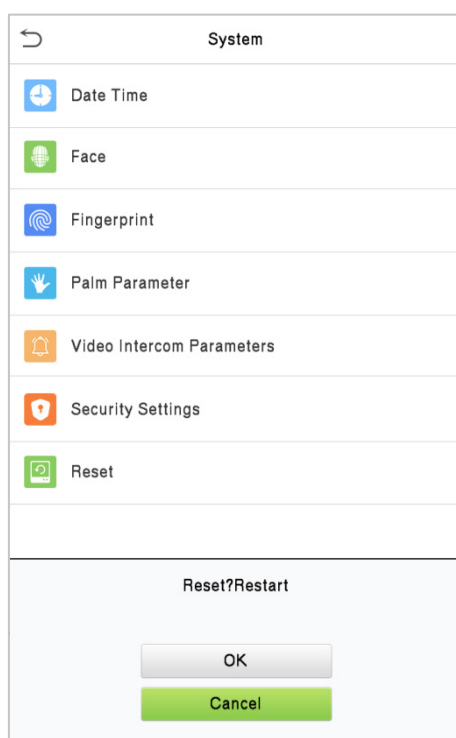 System
Date Time
Face
Fingerprint
Palm Parameter
Video Intercom Parameters
Security Settings
Reset
Reset?Restart
OK
Cancel